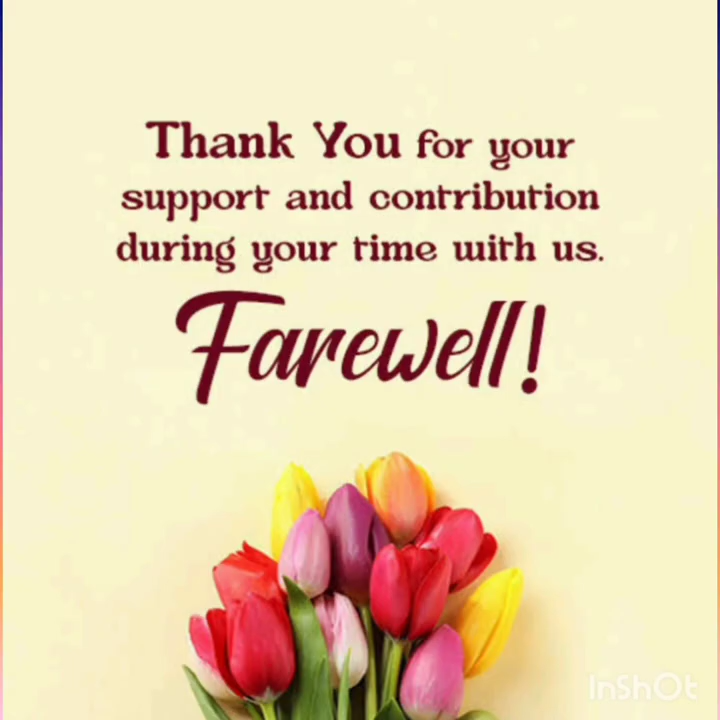 Thank You for your
support and contribution
during your time with us.
Farewell!
InShOt